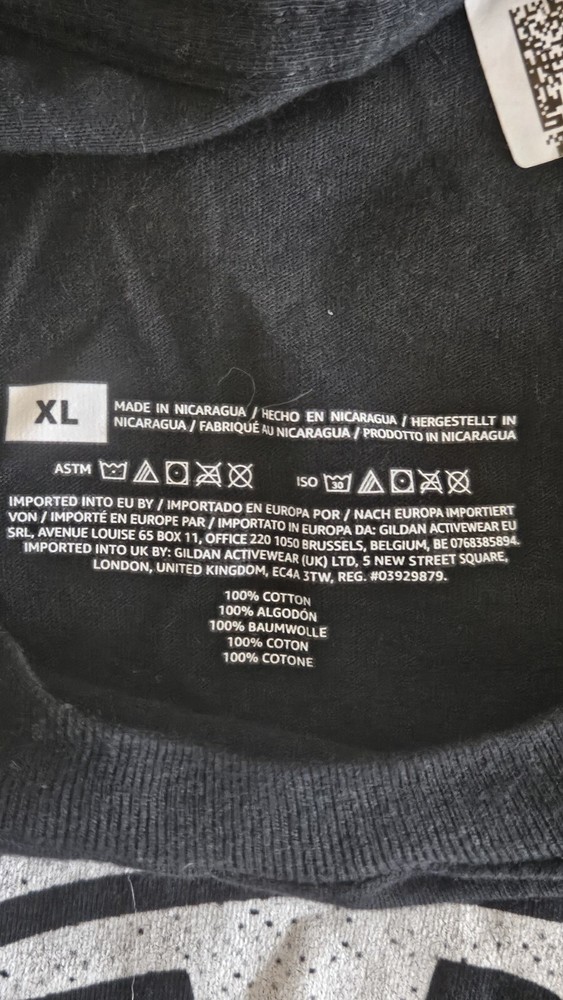 XL
MADE IN NICARAGUA / HECHO EN NICARAGUA / HERGESTELLT IN
NICARAGUA / FABRIQUÉ AU NICARAGUA / PRODOTTO IN NICARAGUA
ASTM ISO 30
IMPORTED INTO EU BY / IMPORTADO EN EUROPA POR / NACH EUROPA IMPORTIERT
VON / IMPORTÉ EN EUROPE PAR / IMPORTATO IN EUROPA DA: GILDAN ACTIVEWEAR EU
SRL, AVENUE LOUISE 65 BOX 11, OFFICE 220 1050 BRUSSELS, BELGIUM, BE 0768385894.
IMPORTED INTO UK BY: GILDAN ACTIVEWEAR (UK) LTD, 5 NEW STREET SQUARE,
LONDON, UNITED KINGDOM, EC4A 3TW, REG. #03929879.
100% COTTON
100% ALGODÓN
100% BAUMWOLLE
100% COTON
100% COTONE